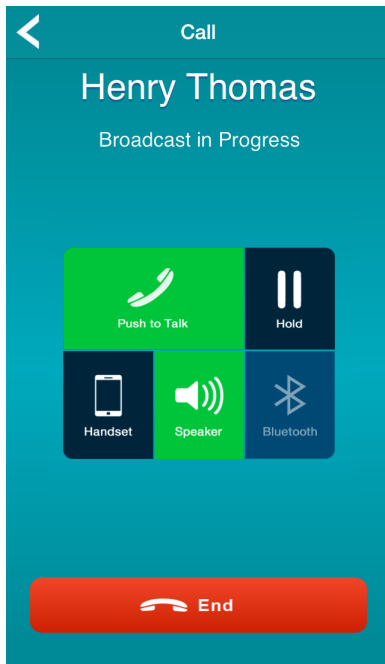 Call
Henry Thomas
Broadcast in Progress
Push to Talk
Hold
Handset
Speaker
Bluetooth
End